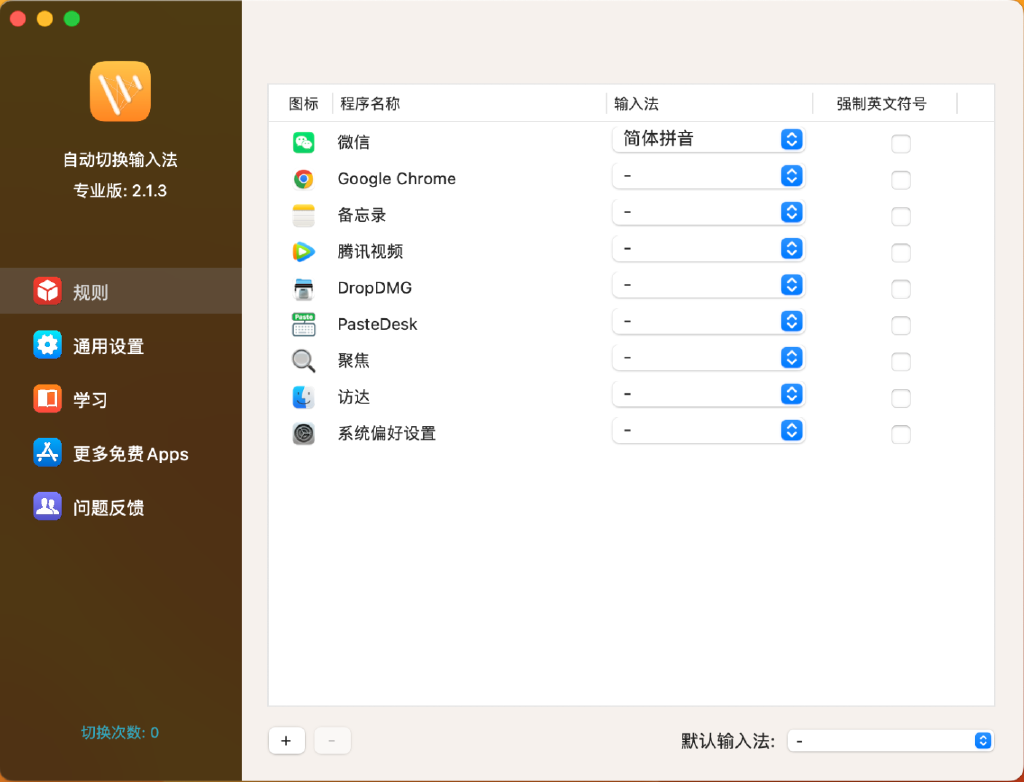 自动切换输入法
专业版: 2.1.3
规则
通用设置
学习
更多免费Apps
问题反馈
切换次数: 0
图标 程序名称 输入法 强制英文符号
微信 简体拼音
Google Chrome -
备忘录 -
腾讯视频 -
DropDMG -
Paste
PasteDesk -
聚焦 -
访达 -
系统偏好设置 -
+ - 默认输入法: -